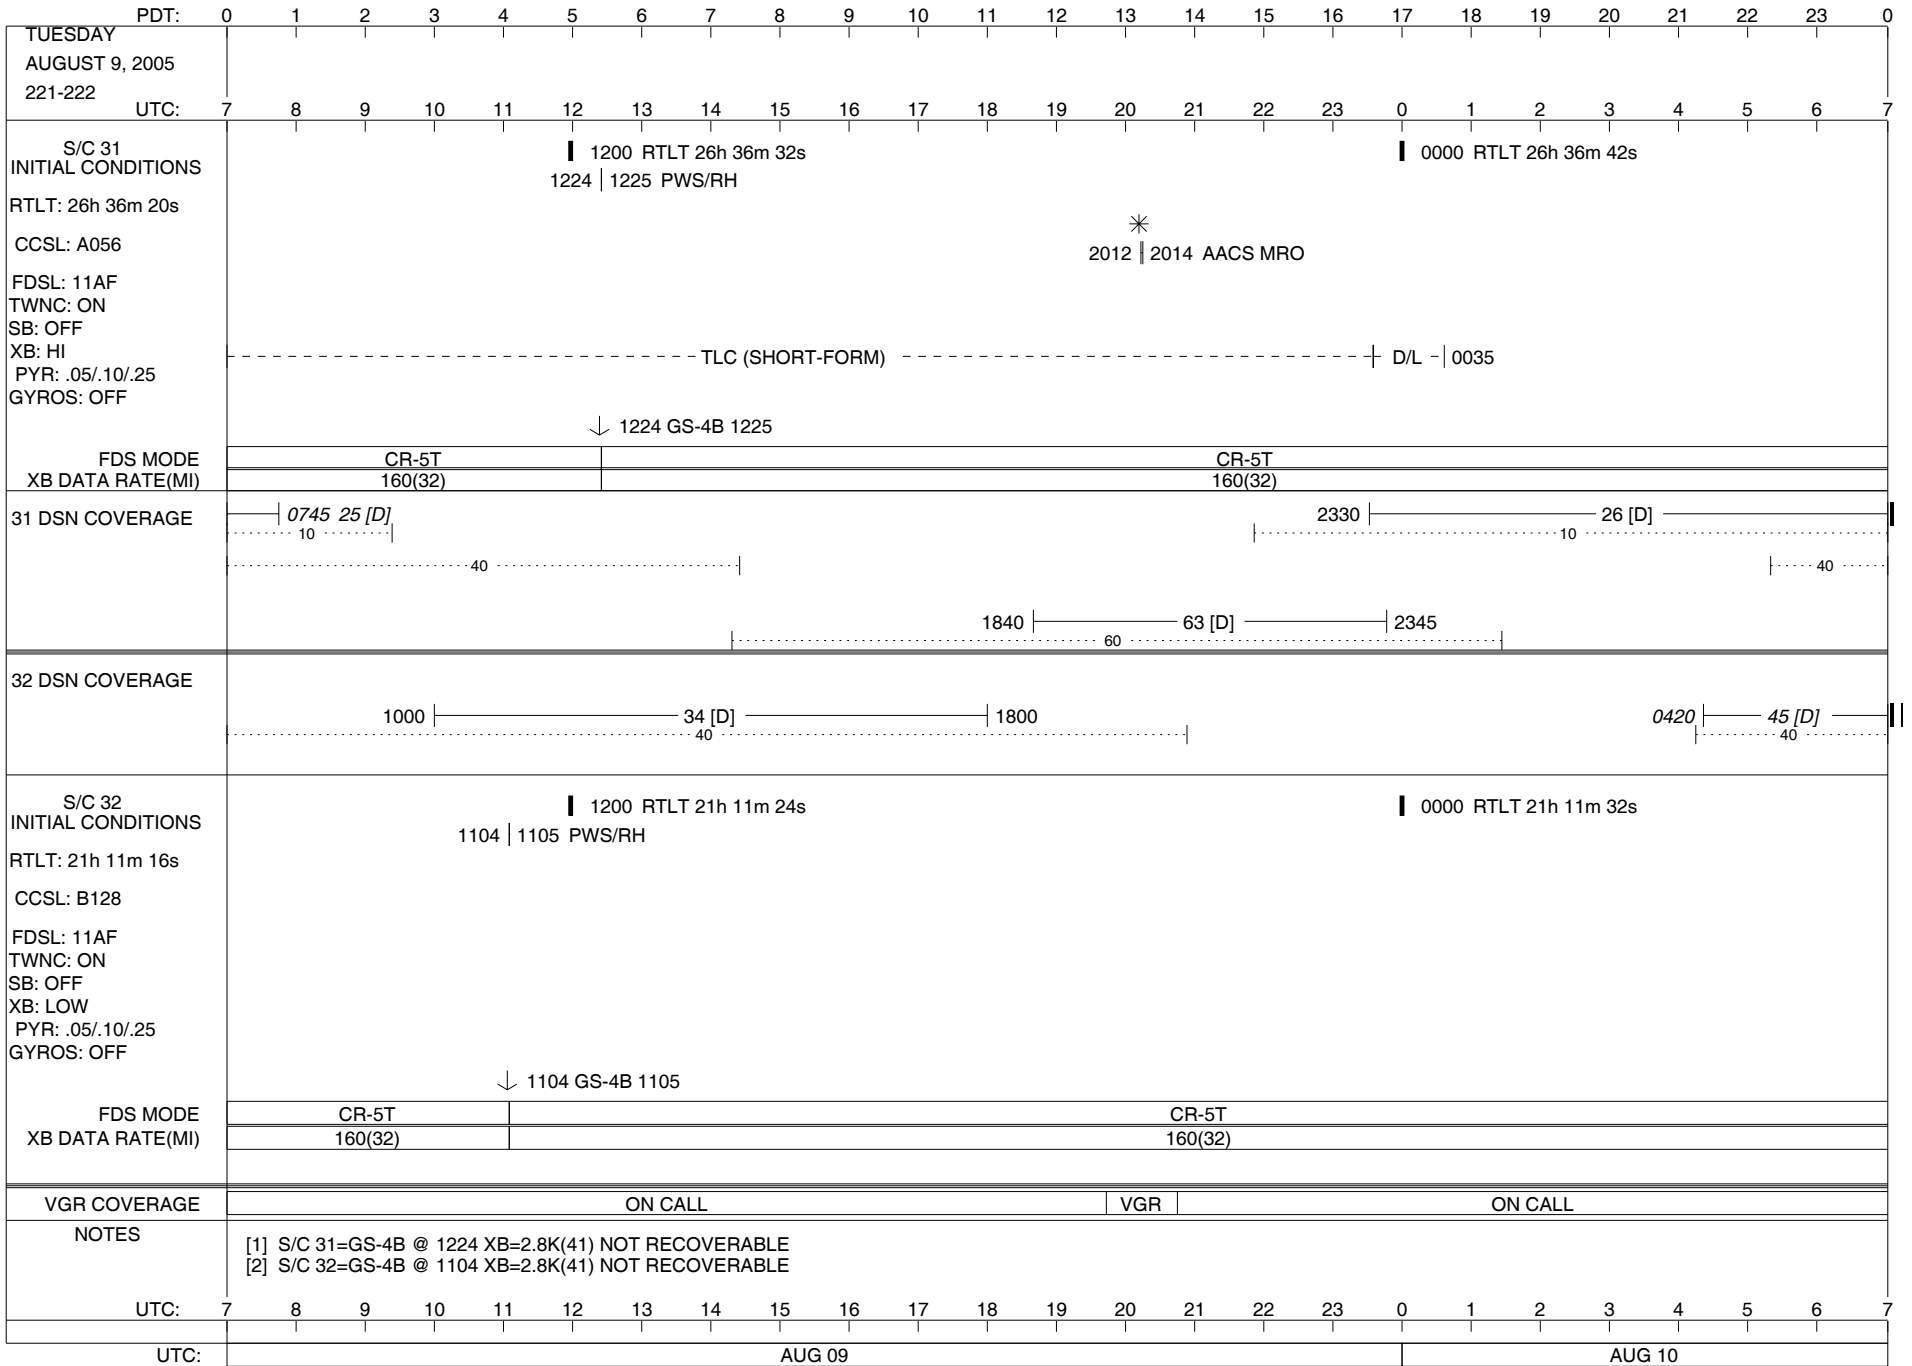 PDT: 0 1 2 3 4 5 6 7 8 9 10 11 12 13 14 15 16 17 18 19 20 21 22 23 0
TUESDAY
AUGUST 9, 2005
221-222
UTC: 7 8 9 10 11 12 13 14 15 16 17 18 19 20 21 22 23 0 1 2 3 4 5 6 7
S/C 31
INITIAL CONDITIONS
1200 RTLT 26h 36m 32s
0000 RTLT 26h 36m 42s
1224 1225 PWS/RH
RTLT: 26h 36m 20s
CCSL: A056
2012 2014 AACS MRO
FDSL: 11AF
TWNC: ON
SB: OFF
XB: HI
TLC (SHORT-FORM) D/L 0035
PYR: .05/.10/.25
GYROS: OFF
1224 GS-4B 1225
FDS MODE CR-5T CR-5T
XB DATA RATE(MI) 160(32) 160(32)
31 DSN COVERAGE 0745 25 [D] 2330 26 [D]
10 10
40 40
1840 63 [D] 2345
60
32 DSN COVERAGE
1000 34 [D] 1800 0420 45 [D]
40 40
S/C 32
INITIAL CONDITIONS
1200 RTLT 21h 11m 24s
0000 RTLT 21h 11m 32s
1104 1105 PWS/RH
RTLT: 21h 11m 16s
CCSL: B128
FDSL: 11AF
TWNC: ON
SB: OFF
XB: LOW
PYR: .05/.10/.25
GYROS: OFF
1104 GS-4B 1105
FDS MODE CR-5T CR-5T
XB DATA RATE(MI) 160(32) 160(32)
VGR COVERAGE ON CALL VGR ON CALL
NOTES
[1] S/C 31=GS-4B @ 1224 XB=2.8K(41) NOT RECOVERABLE
[2] S/C 32=GS-4B @ 1104 XB=2.8K(41) NOT RECOVERABLE
UTC: 7 8 9 10 11 12 13 14 15 16 17 18 19 20 21 22 23 0 1 2 3 4 5 6 7
UTC: AUG 09 AUG 10